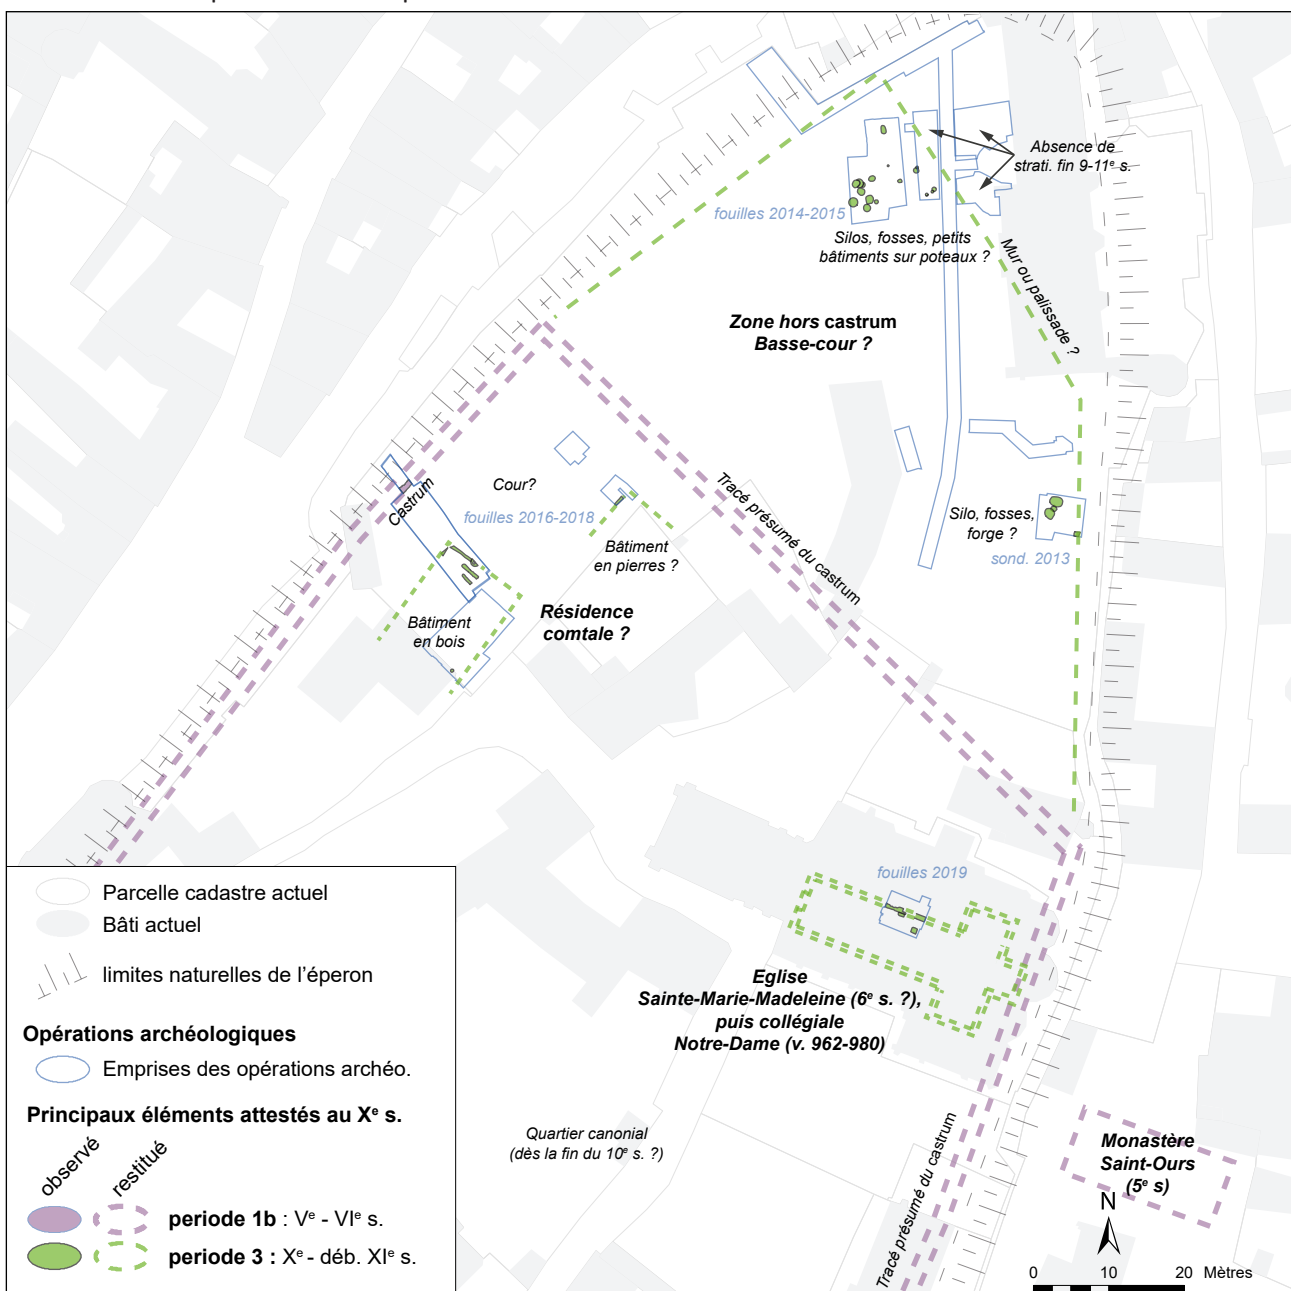 Absence de
strati. fin 9-11e s.
fouilles 2014-2015
Silos, fosses, petits
bâtiments sur poteaux ?
Mur ou palissade ?
Zone hors castrum
Basse-cour ?
Castrum
Cour?
fouilles 2016-2018
Tracé présumé du castrum
Silo, fosses,
forge ?
sond. 2013
Bâtiment
en pierres ?
Résidence
comtale ?
Bâtiment
en bois
fouilles 2019
Eglise
Sainte-Marie-Madeleine (6e s. ?),
puis collégiale
Notre-Dame (v. 962-980)
Quartier canonial
(dès la fin du 10e s. ?)
Tracé présumé du castrum
Monastère
Saint-Ours
(5e s)
N
0 10 20 Mètres
Parcelle cadastre actuel
Bâti actuel
limites naturelles de l'éperon
Opérations archéologiques
Emprises des opérations archéo.
Principaux éléments attestés au Xe s.
observé
restitué
periode 1b : Ve - VIe s.
periode 3 : Xe - déb. XIe s.